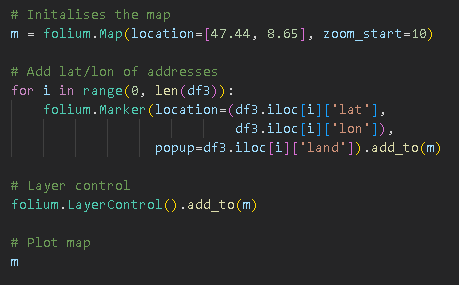 # Initalises the map
m = folium.Map(location=[47.44, 8.65], zoom_start=10)

# Add lat/lon of addresses
for i in range(0, len(df3)):
    folium.Marker(location=(df3.iloc[i]['lat'],
                            df3.iloc[i]['lon']),
                  popup=df3.iloc[i]['land']).add_to(m)

# Layer control
folium.LayerControl().add_to(m)

# Plot map
m